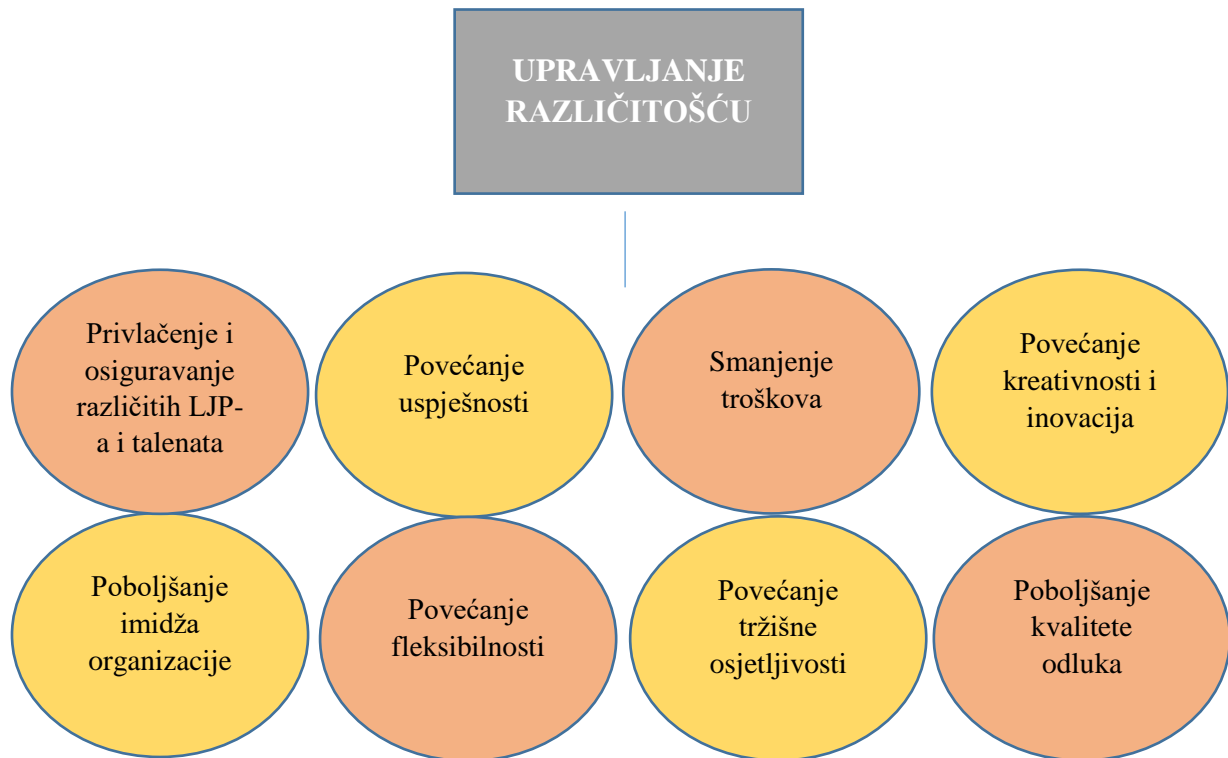 UPRAVLJANJE
RAZLIČITOŠĆU
Privlačenje i
osiguravanje
različitih LJP-
a i talenata
Povećanje
uspješnosti
Smanjenje
troškova
Povećanje
kreativnosti i
inovacija
Poboljšanje
imidža
organizacije
Povećanje
fleksibilnosti
Povećanje
tržišne
osjetljivosti
Poboljšanje
kvalitete
odluka